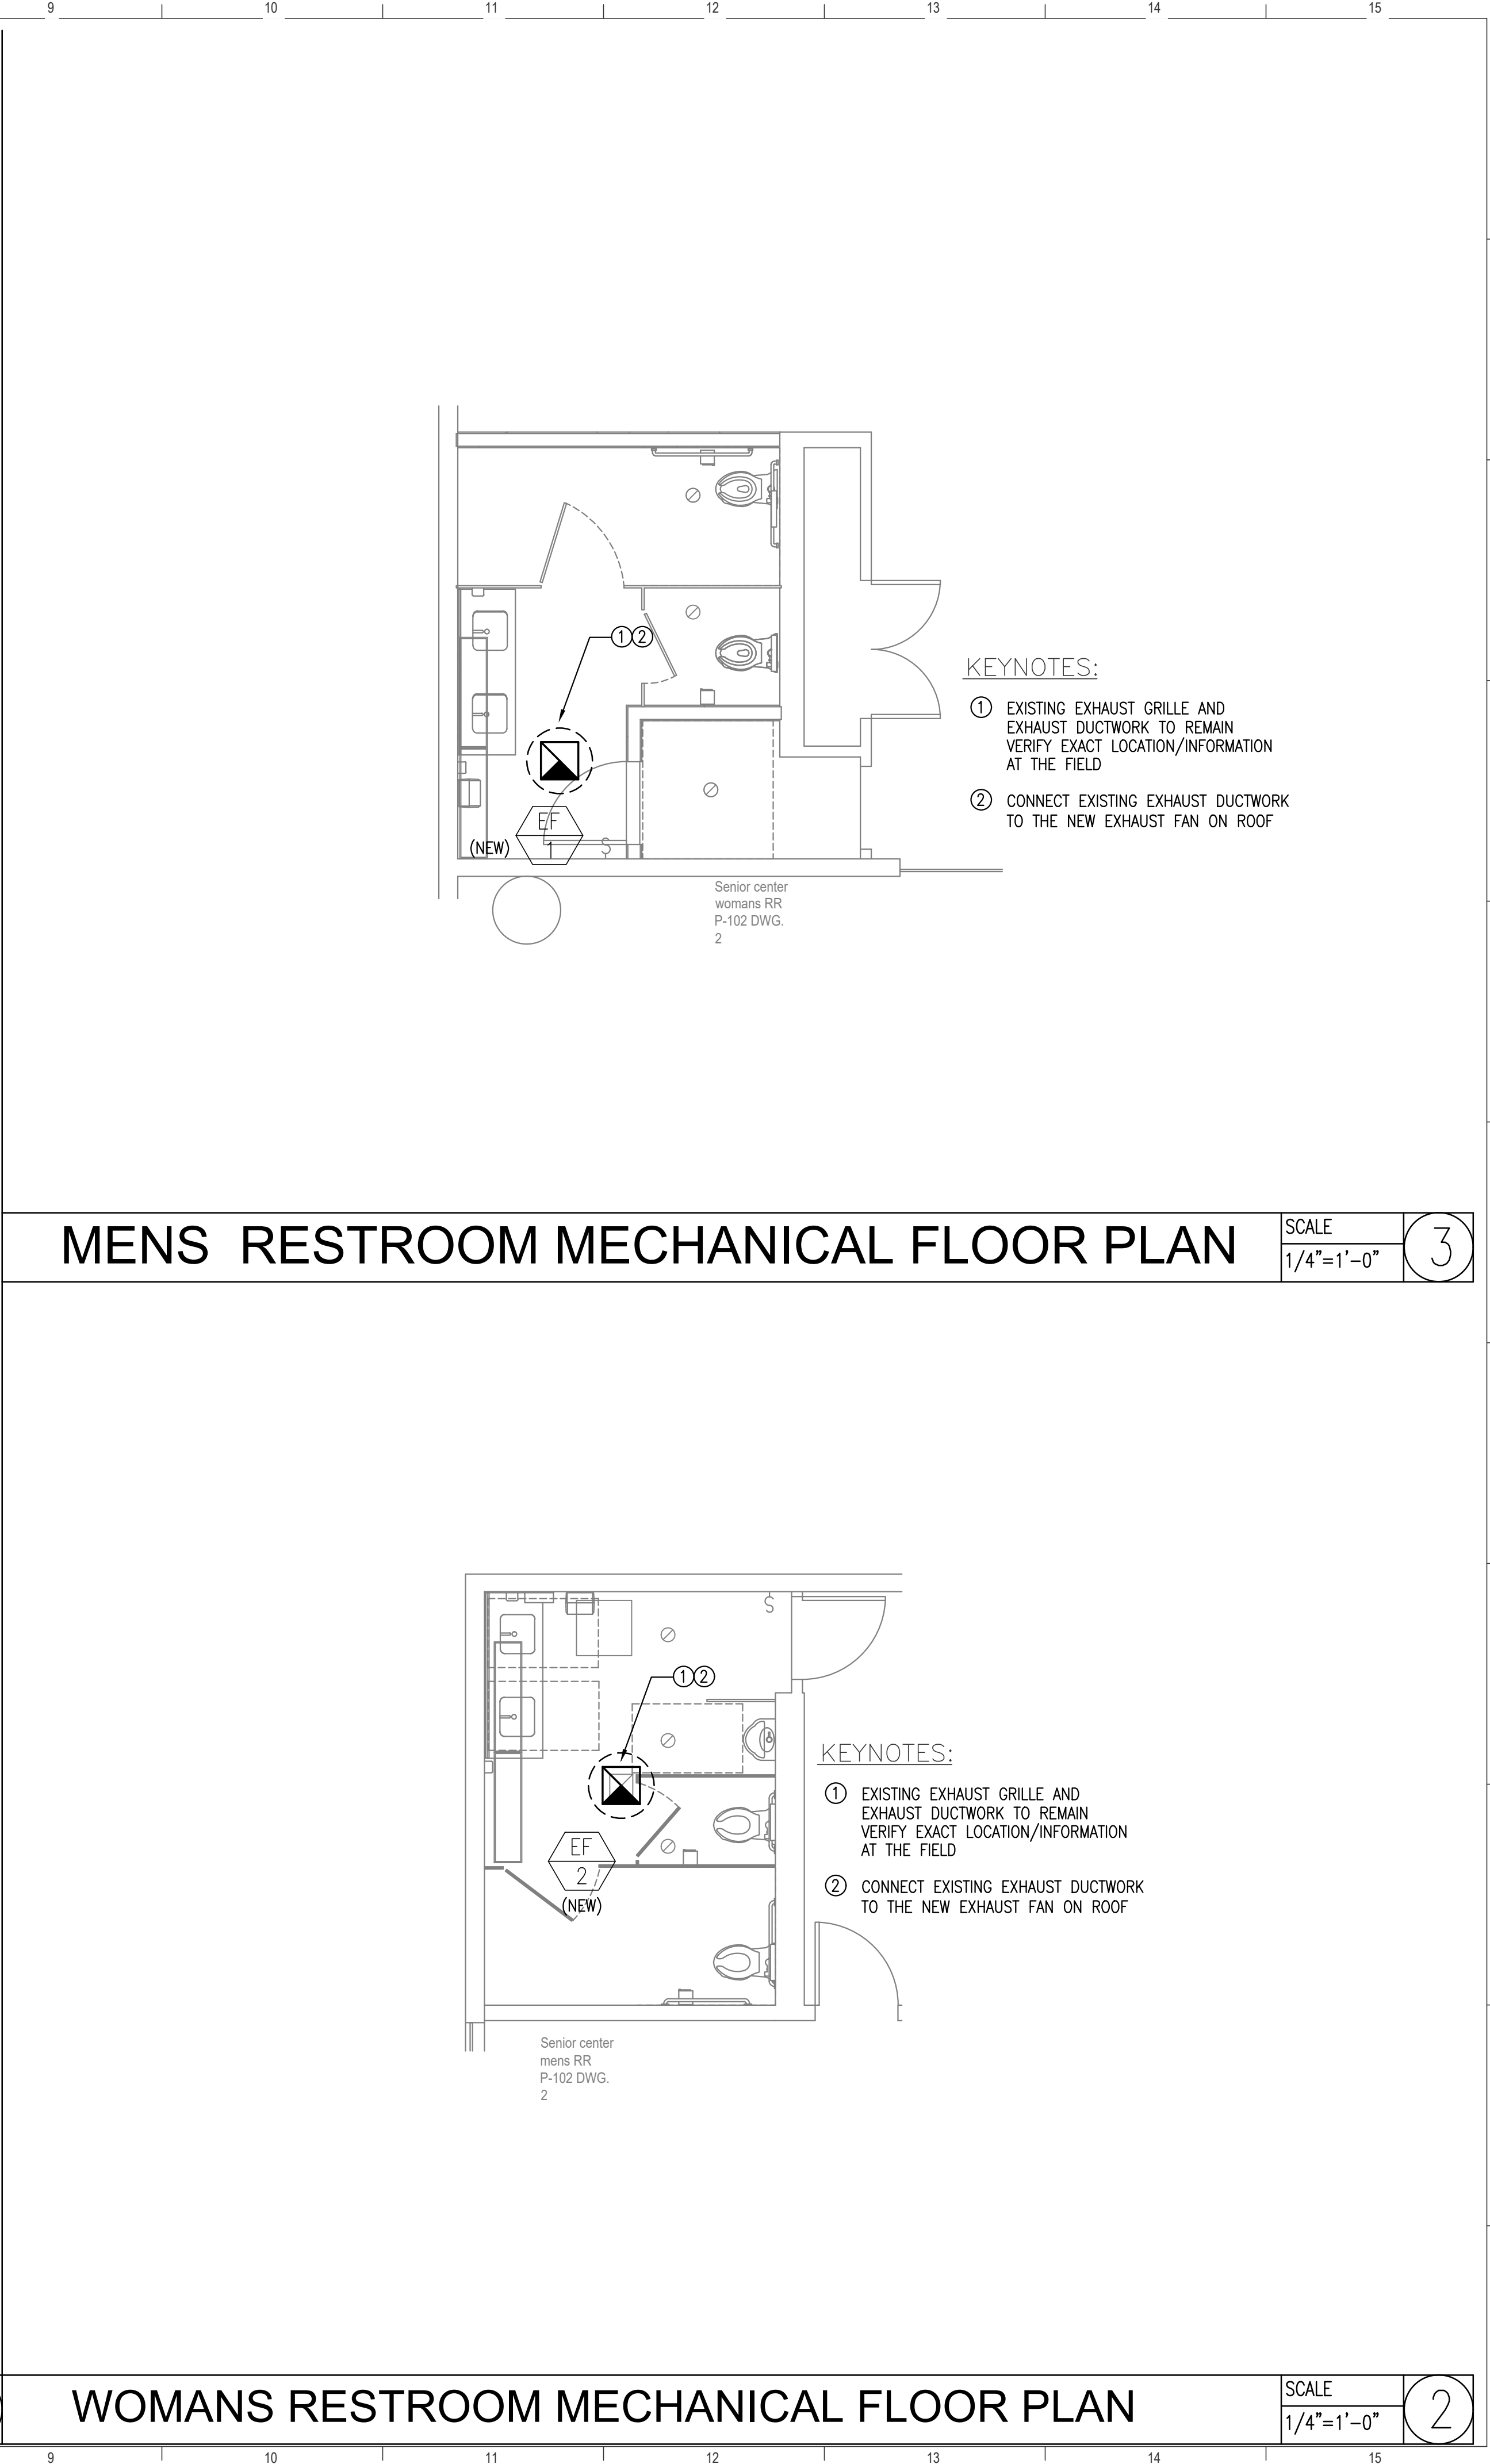 9 10 11 12 13 14 15
1 2
KEYNOTES:
1 EXISTING EXHAUST GRILLE AND
EXHAUST DUCTWORK TO REMAIN
VERIFY EXACT LOCATION/INFORMATION
AT THE FIELD
2 CONNECT EXISTING EXHAUST DUCTWORK
TO THE NEW EXHAUST FAN ON ROOF
EF
1
(NEW)
S
Senior center
womans RR
P-102 DWG.
2
MENS RESTROOM MECHANICAL FLOOR PLAN
SCALE
1/4"=1'-0"
3
S
1 2
KEYNOTES:
1 EXISTING EXHAUST GRILLE AND
EXHAUST DUCTWORK TO REMAIN
VERIFY EXACT LOCATION/INFORMATION
AT THE FIELD
2 CONNECT EXISTING EXHAUST DUCTWORK
TO THE NEW EXHAUST FAN ON ROOF
EF
2
(NEW)
Senior center
mens RR
P-102 DWG.
2
WOMANS RESTROOM MECHANICAL FLOOR PLAN
SCALE
1/4"=1'-0"
2
9 10 11 12 13 14 15